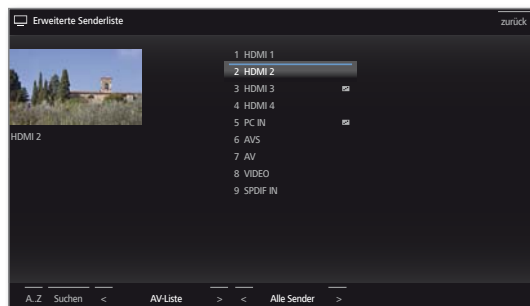 Erweiterte Senderliste zurück
1 HDMI 1
2 HDMI 2
3 HDMI 3
4 HDMI 4
5 PC IN
6 AVS
7 AV
8 VIDEO
9 SPDIF IN
HDMI 2
A..Z Suchen < AV-Liste > < Alle Sender >